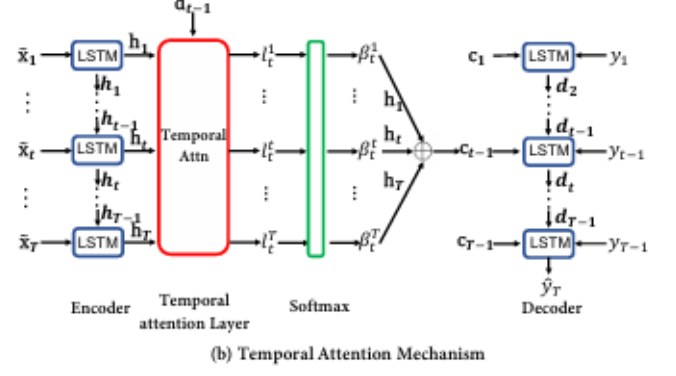 d_{t-1}
x̃_1 LSTM h_1 l_t^1 β_t^1 c_1 LSTM y_1
h_1 h_1 d_2
⋮ ⋮ ⋮ ⋮
h_{t-1} d_{t-1}
x̃_t LSTM h_t Temporal Attn l_t^t β_t^t h_t ⊕ c_{t-1} LSTM y_{t-1}
h_t h_T d_t
⋮ ⋮ ⋮ ⋮
h_{T-1} d_{T-1}
x̃_T LSTM h_T l_t^T β_t^T c_{T-1} LSTM y_{T-1}
ŷ_T
Encoder Temporal attention Layer Softmax Decoder
(b) Temporal Attention Mechanism